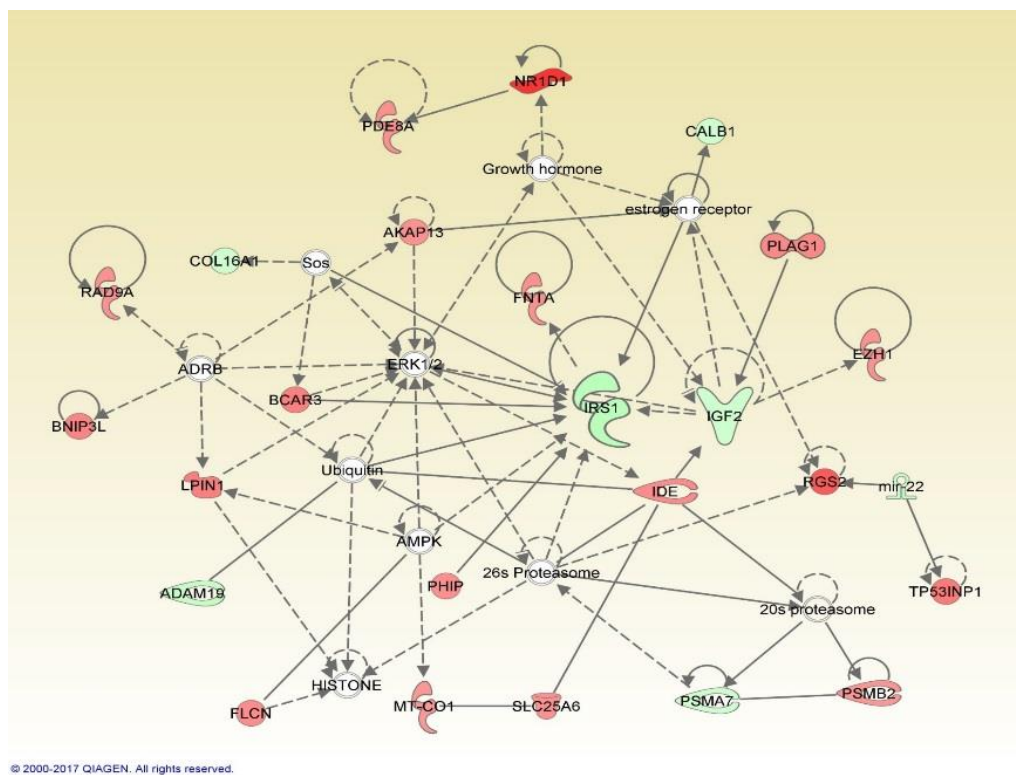 NR1D1
PDE8A
CALB1
Growth hormone
estrogen receptor
AKAP13
PLAG1
COL16A1
Sos
RAD9A
FNTA
EZH1
ERK1/2
ADRB
BCAR3
IRS1
IGF2
BNIP3L
Ubiquitin
LPIN1
IDE
RGS2
mir-22
AMPK
26s Proteasome
PHIP
ADAM19
TP53INP1
20s proteasome
HISTONE
PSMB2
PSMA7
MT-CO1
SLC25A6
FLCN
© 2000-2017 QIAGEN. All rights reserved.